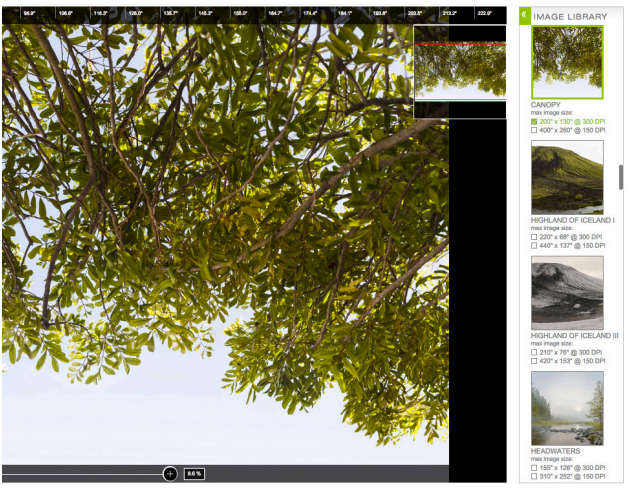 96.9" 106.6" 116.3" 126.0" 135.7" 145.3" 155.0" 164.7" 174.4" 184.1" 193.8" 203.5" 213.2" 222.9"
IMAGE LIBRARY
CANOPY
max image size:
200" x 130" @ 300 DPI
400" x 260" @ 150 DPI
HIGHLAND OF ICELAND I
max image size:
220" x 68" @ 300 DPI
440" x 137" @ 150 DPI
HIGHLAND OF ICELAND III
max image size:
210" x 76" @ 300 DPI
420" x 153" @ 150 DPI
HEADWATERS
max image size:
155" x 126" @ 300 DPI
310" x 252" @ 150 DPI
6.6 %